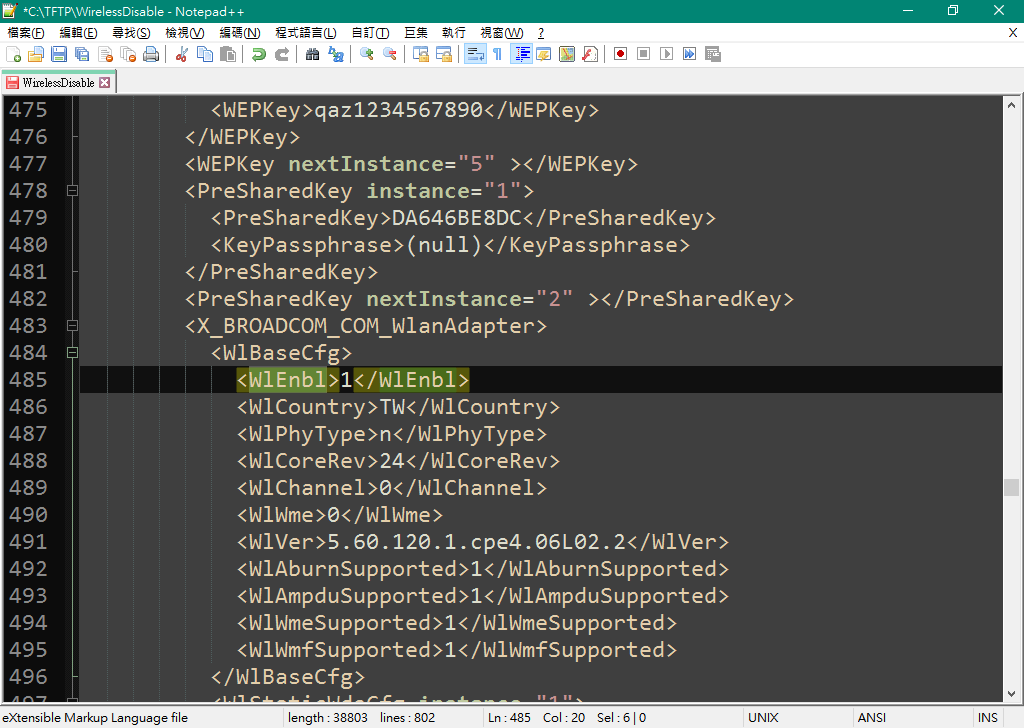 *C:\TFTP\WirelessDisable - Notepad++
檔案(F) 編輯(E) 尋找(S) 檢視(V) 編碼(N) 程式語言(L) 自訂(T) 巨集 執行 視窗(W) ? X
WirelessDisable
475 <WEPKey>qaz1234567890</WEPKey>
476 </WEPKey>
477 <WEPKey nextInstance="5" ></WEPKey>
478 <PreSharedKey instance="1">
479 <PreSharedKey>DA646BE8DC</PreSharedKey>
480 <KeyPassphrase>(null)</KeyPassphrase>
481 </PreSharedKey>
482 <PreSharedKey nextInstance="2" ></PreSharedKey>
483 <X_BROADCOM_COM_WlanAdapter>
484 <WlBaseCfg>
485 <WlEnbl>1</WlEnbl>
486 <WlCountry>TW</WlCountry>
487 <WlPhyType>n</WlPhyType>
488 <WlCoreRev>24</WlCoreRev>
489 <WlChannel>0</WlChannel>
490 <WlWme>0</WlWme>
491 <WlVer>5.60.120.1.cpe4.06L02.2</WlVer>
492 <WlAburnSupported>1</WlAburnSupported>
493 <WlAmpduSupported>1</WlAmpduSupported>
494 <WlWmeSupported>1</WlWmeSupported>
495 <WlWmfSupported>1</WlWmfSupported>
496 </WlBaseCfg>
497 <WlStaticWdsCfg instance="1">
eXtensible Markup Language file length : 38803 lines : 802 Ln : 485 Col : 20 Sel : 6 | 0 UNIX ANSI INS